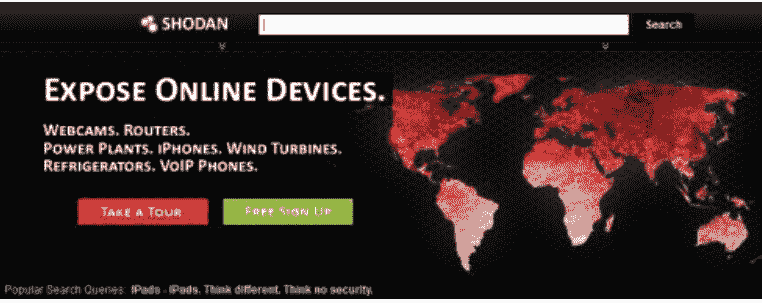 SHODAN
Search
EXPOSE ONLINE DEVICES.
WEBCAMS. ROUTERS.
POWER PLANTS. IPHONES. WIND TURBINES.
REFRIGERATORS. VOIP PHONES.
TAKE A TOUR
FREE SIGN UP
Popular Search Queries: iPads - iPads. Think different. Think no security.